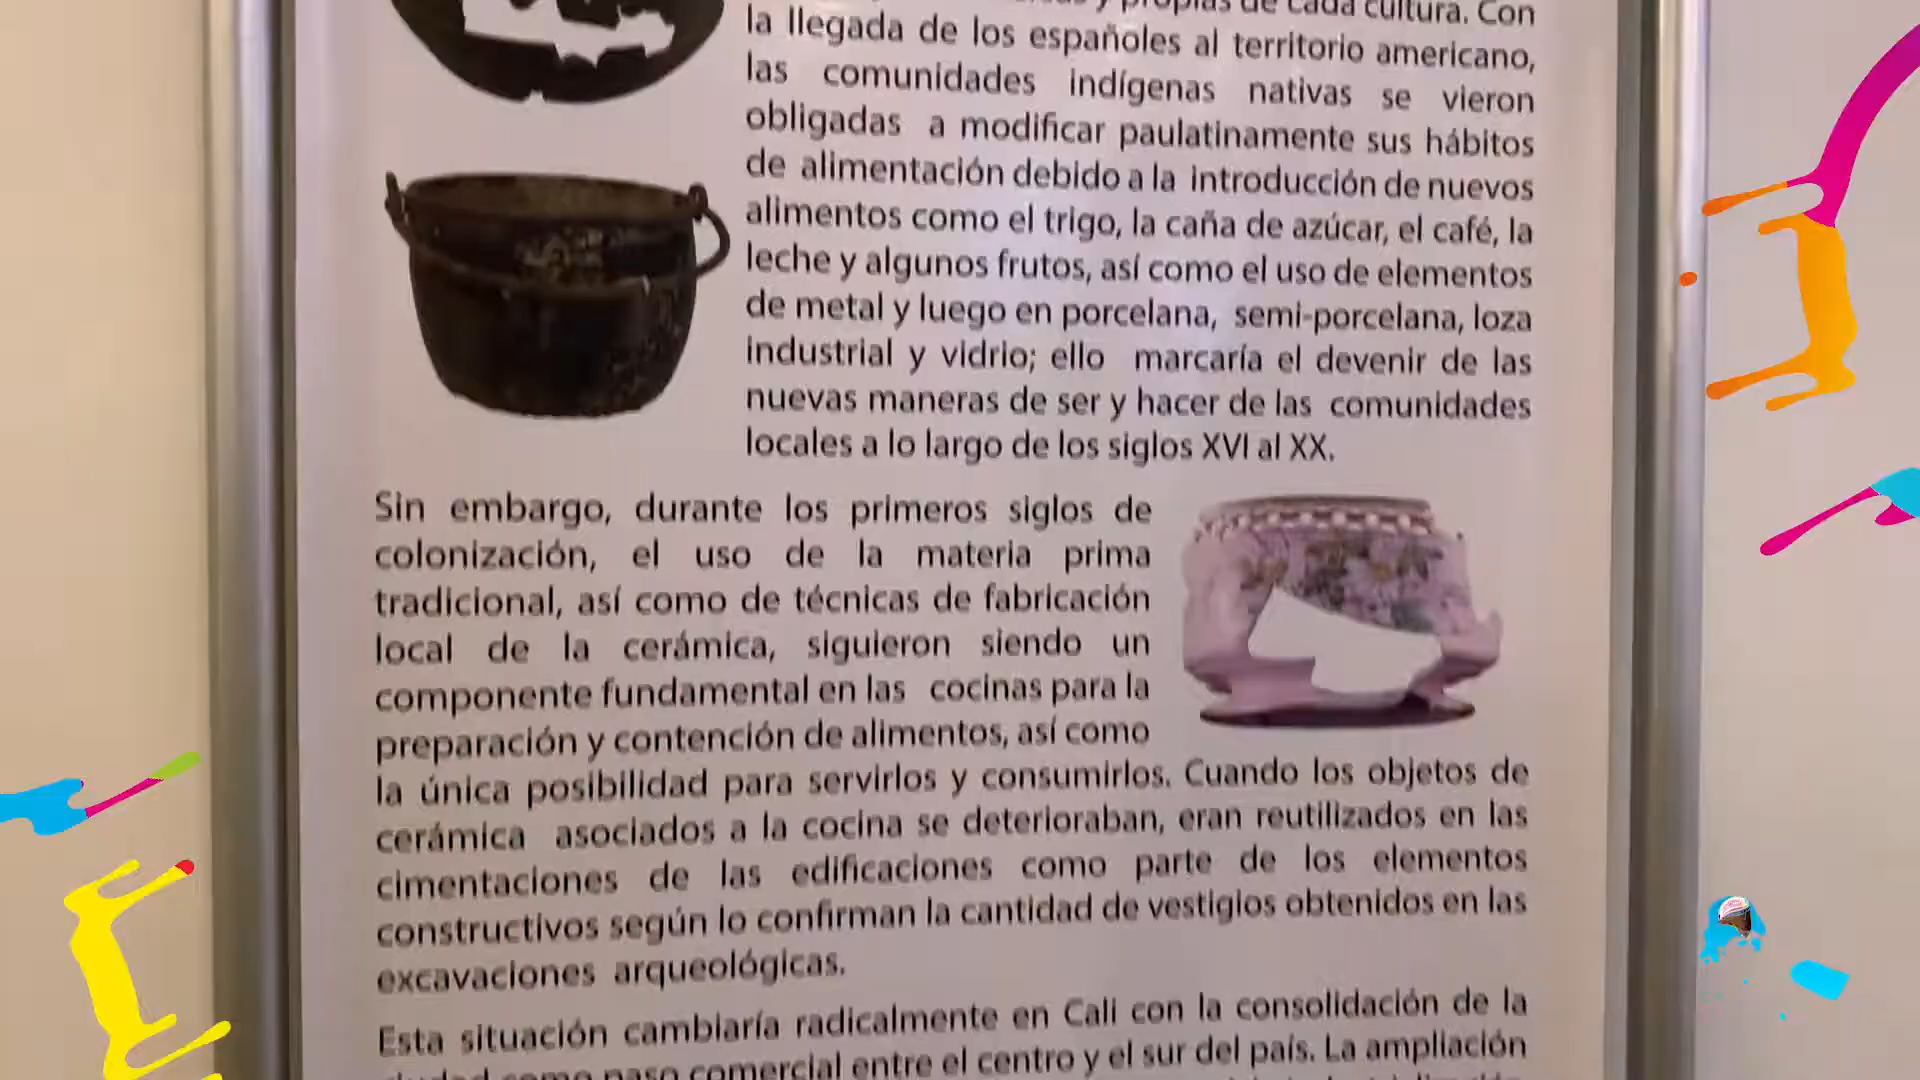 y propias de cada cultura. Con
la llegada de los españoles al territorio americano,
las comunidades indígenas nativas se vieron
obligadas a modificar paulatinamente sus hábitos
de alimentación debido a la introducción de nuevos
alimentos como el trigo, la caña de azúcar, el café, la
leche y algunos frutos, así como el uso de elementos
de metal y luego en porcelana, semi-porcelana, loza
industrial y vidrio; ello marcaría el devenir de las
nuevas maneras de ser y hacer de las comunidades
locales a lo largo de los siglos XVI al XX.
Sin embargo, durante los primeros siglos de
colonización, el uso de la materia prima
tradicional, así como de técnicas de fabricación
local de la cerámica, siguieron siendo un
componente fundamental en las cocinas para la
preparación y contención de alimentos, así como
la única posibilidad para servirlos y consumirlos. Cuando los objetos de
cerámica asociados a la cocina se deterioraban, eran reutilizados en las
cimentaciones de las edificaciones como parte de los elementos
constructivos según lo confirman la cantidad de vestigios obtenidos en las
excavaciones arqueológicas.
Esta situación cambiaría radicalmente en Cali con la consolidación de la
ciudad como paso comercial entre el centro y el sur del país. La ampliación